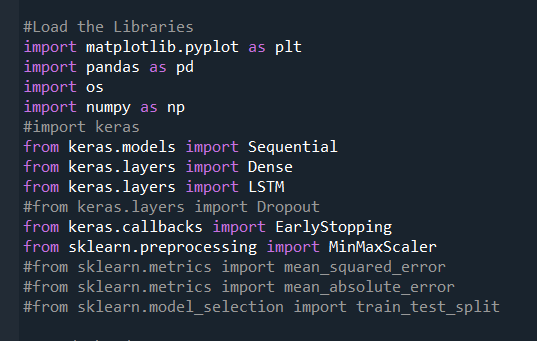 #Load the Libraries
import matplotlib.pyplot as plt
import pandas as pd
import os
import numpy as np
#import keras
from keras.models import Sequential
from keras.layers import Dense
from keras.layers import LSTM
#from keras.layers import Dropout
from keras.callbacks import EarlyStopping
from sklearn.preprocessing import MinMaxScaler
#from sklearn.metrics import mean_squared_error
#from sklearn.metrics import mean_absolute_error
#from sklearn.model_selection import train_test_split